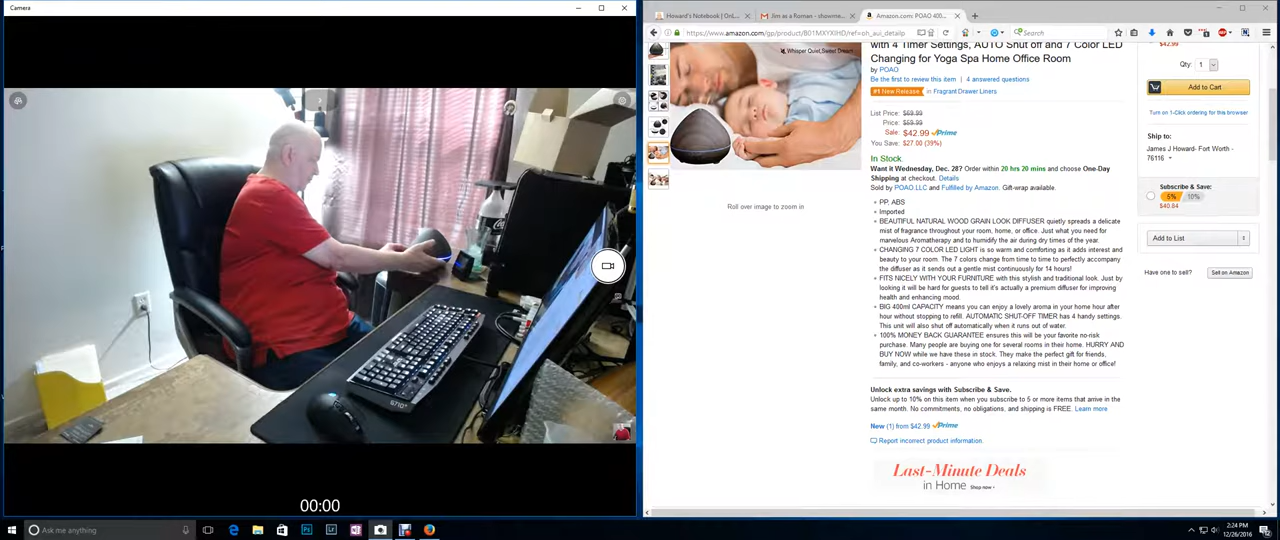 Camera
00:00
G710+
Howard's Notebook | OnL...
Jim as a Roman - showme...
Amazon.com: POAO 400...
https://www.amazon.com/gp/product/B01MXYXIHD/ref=oh_aui_detailp
Search
Whisper Quiet,Sweet Dream
Roll over image to zoom in
with 4 Timer Settings, AUTO Shut off and 7 Color LED
Changing for Yoga Spa Home Office Room
by POAO
Be the first to review this item | 4 answered questions
#1 New Release in Fragrant Drawer Liners
List Price: $69.99
Price: $59.99
Sale: $42.99 Prime
You Save: $27.00 (39%)
In Stock
Want it Wednesday, Dec. 28? Order within 20 hrs 20 mins and choose One-Day
Shipping at checkout. Details
Sold by POAO.LLC and Fulfilled by Amazon. Gift-wrap available.
PP, ABS
Imported
BEAUTIFUL NATURAL WOOD GRAIN LOOK DIFFUSER quietly spreads a delicate
mist of fragrance throughout your room, home, or office. Just what you need for
marvelous Aromatherapy and to humidify the air during dry times of the year.
CHANGING 7 COLOR LED LIGHT is so warm and comforting as it adds interest and
beauty to your room. The 7 colors change from time to time to perfectly accompany
the diffuser as it sends out a gentle mist continuously for 14 hours!
FITS NICELY WITH YOUR FURNITURE with this stylish and traditional look. Just by
looking it will be hard for guests to tell it's actually a premium diffuser for improving
health and enhancing mood.
BIG 400ml CAPACITY means you can enjoy a lovely aroma in your home hour after
hour without stopping to refill. AUTOMATIC SHUT-OFF TIMER has 4 handy settings.
This unit will also shut off automatically when it runs out of water.
100% MONEY BACK GUARANTEE ensures this will be your favorite no-risk
purchase. Many people are buying one for several rooms in their home. HURRY AND
BUY NOW while we have these in stock. They make the perfect gift for friends,
family, and co-workers - anyone who enjoys a relaxing mist in their home or office!
Unlock extra savings with Subscribe & Save.
Unlock up to 10% on this item when you subscribe to 5 or more items that arrive in the
same month. No commitments, no obligations, and shipping is FREE. Learn more
New (1) from $42.99 Prime
Report incorrect product information.
Last-Minute Deals
in Home Shop now ›
$42.99
Qty: 1
Add to Cart
Turn on 1-Click ordering for this browser
Ship to:
James J Howard- Fort Worth -
76116
Subscribe & Save:
5% 10%
$40.84
Add to List
Have one to sell? Sell on Amazon
Ask me anything
2:24 PM
12/26/2016